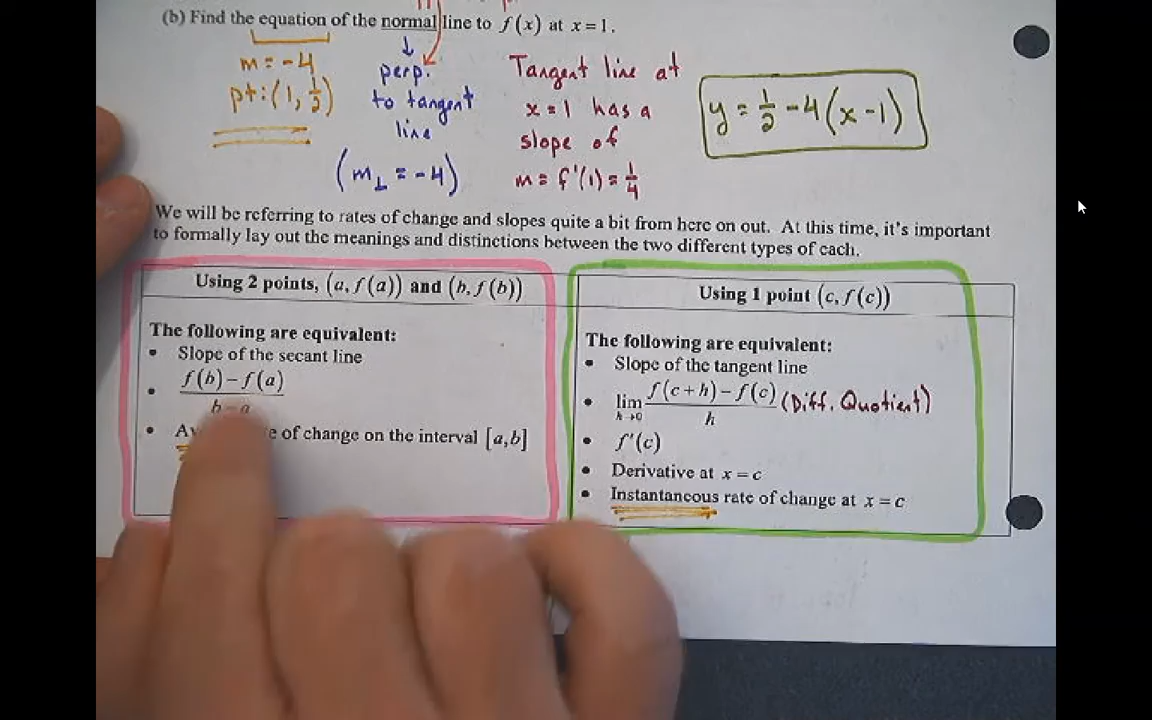 (b) Find the equation of the normal line to f(x) at x=1.
m = -4
pt: (1, 1/2)
↓
perp.
to tangent
line
(m⊥ = -4)
Tangent line at
x = 1 has a
slope of
m = f'(1) = 1/4
y = 1/2 - 4(x-1)
We will be referring to rates of change and slopes quite a bit from here on out. At this time, it's important
to formally lay out the meanings and distinctions between the two different types of each.
Using 2 points, (a, f(a)) and (b, f(b))
The following are equivalent:
• Slope of the secant line
• (f(b)-f(a))/(b-a)
• of change on the interval [a,b]
Using 1 point (c, f(c))
The following are equivalent:
• Slope of the tangent line
• lim h→0 (f(c+h)-f(c))/h (Diff. Quotient)
• f'(c)
• Derivative at x = c
• Instantaneous rate of change at x = c